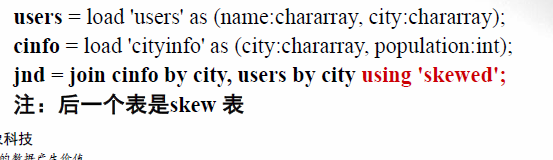 users = load 'users' as (name:chararray, city:chararray);
cinfo = load 'cityinfo' as (city:chararray, population:int);
jnd = join cinfo by city, users by city using 'skewed';
注：后一个表是skew 表
科技
的数据产生价值